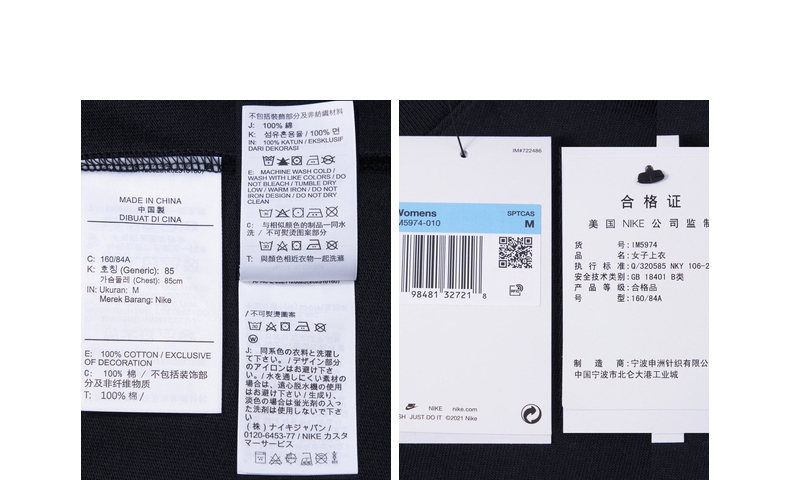 MADE IN CHINA
中国製
DIBUAT DI CINA
C: 160/84A
K: 호칭 (Generic): 85
가슴둘레 (Chest): 85cm
IN: Ukuran: M
Merek Barang: Nike
E: 100% COTTON / EXCLUSIVE
OF DECORATION
C: 100% 棉 / 不包括装饰部
分及非纤维物质
T: 100% 棉 /
不包括裝飾部分及非紡織材料
J: 100% 綿
K: 섬유혼용율 / 100% 면
IN: 100% KATUN / EKSKLUSIF
DARI DEKORASI
E: MACHINE WASH COLD /
WASH WITH LIKE COLORS / DO
NOT BLEACH / TUMBLE DRY
LOW / WARM IRON / DO NOT
IRON DESIGN / DO NOT DRY
CLEAN
C: 与相似颜色的制品一同水
洗 / 不可熨烫图案部分
T: 與顏色相近衣物一起洗滌
/ 不可熨燙圖案
J: 同系色の衣料と洗濯し
て下さい。/ デザイン部分
のアイロンはお避け下さ
い。/ 水を通しにくい素材の
場合は、遠心脱水機の使用
はお避け下さい / 生成り、
淡色の場合は蛍光剤の入っ
た洗剤は使用しないで下さ
い
(株) ナイキジャパン /
0120-6453-77 / NIKE カスタ
マーサービス
IM#722486
Womens
SPTCAS
M5974-010
M
98481 32721 8
NIKE nike.com
JUST DO IT ©2021 Nike
合格证
美国 NIKE 公司监制
货号:IM5974
品名:女子上衣
执行标准:Q/320585 NKY 106-2
安全技术类别:GB 18401 B类
产品等级:合格品
号型:160/84A
制造商:宁波申洲针织有限公
中国宁波市北仑大港工业城